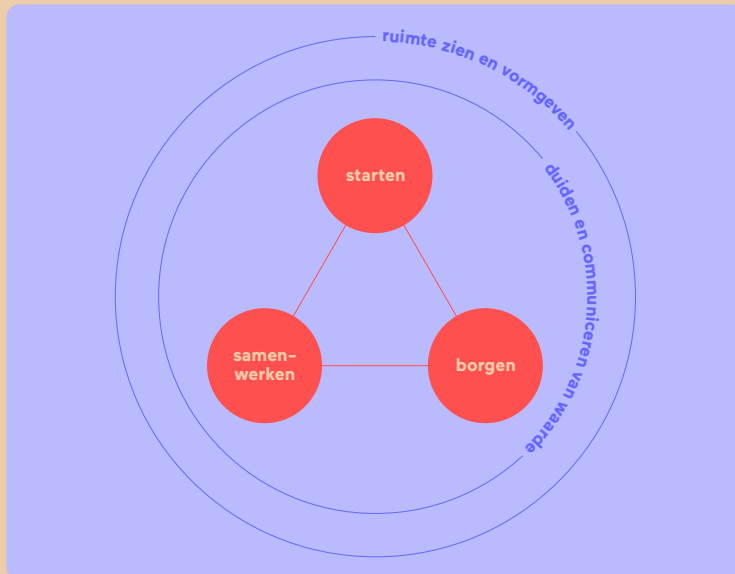 ruimte zien en vormgeven
duiden en communiceren van waarde
starten
samen-
werken
borgen